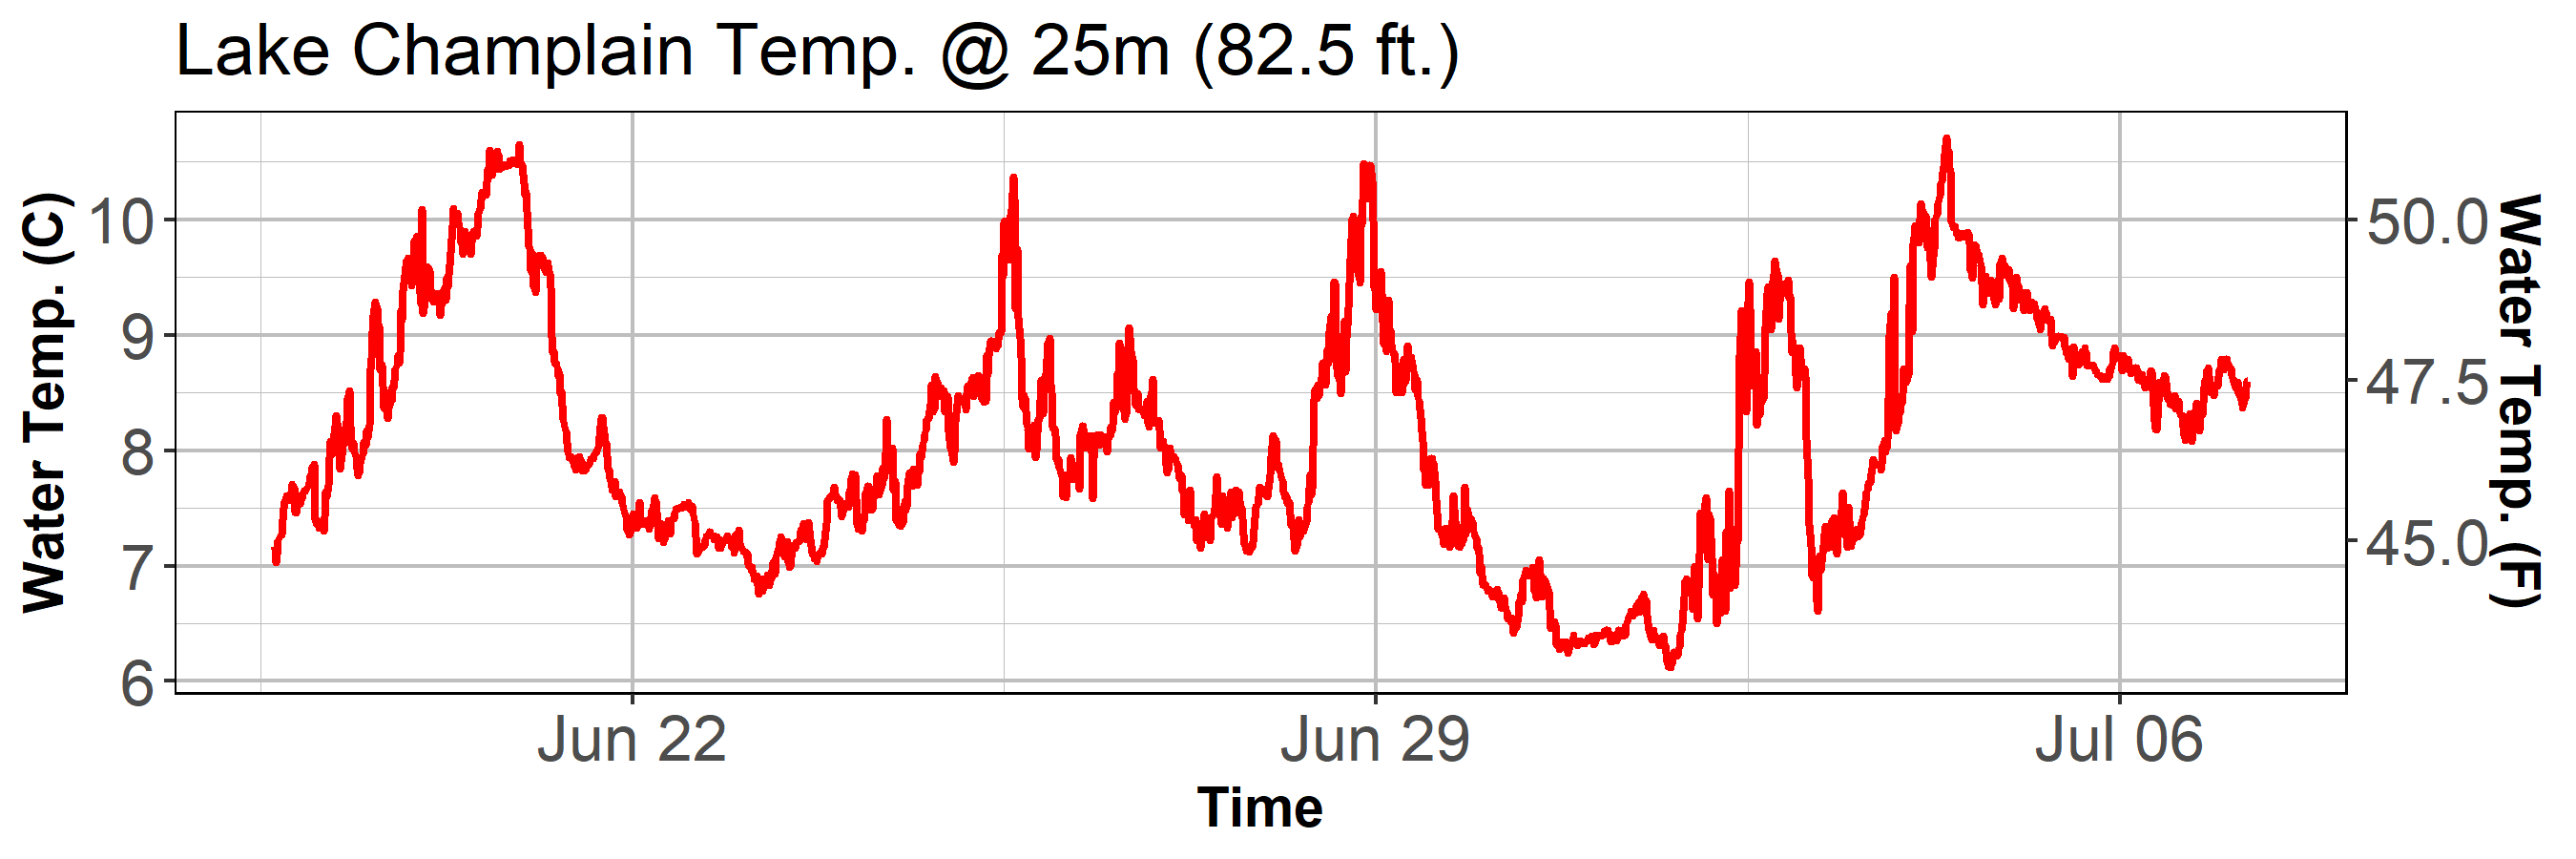 Lake Champlain Temp. @ 25m (82.5 ft.)
Water Temp. (C)
10
9
8
7
6
50.0
47.5
45.0
Water Temp. (F)
Jun 22
Jun 29
Jul 06
Time